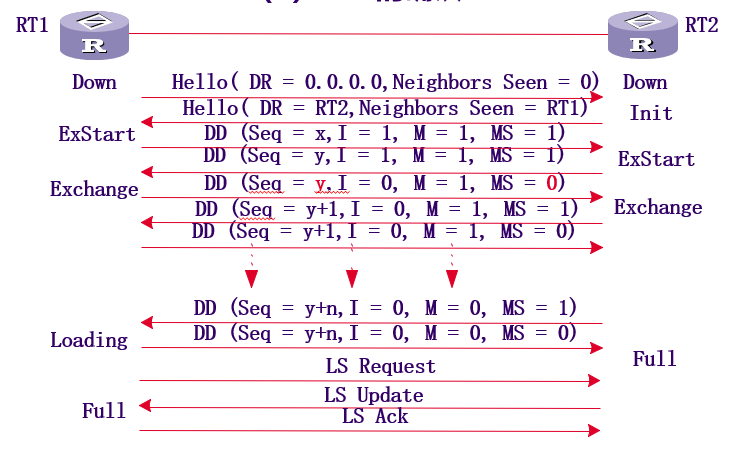 RT1 RT2
R R
Down Hello( DR = 0.0.0.0,Neighbors Seen = 0) Down
Hello( DR = RT2,Neighbors Seen = RT1) Init
ExStart DD (Seq = x,I = 1, M = 1, MS = 1)
DD (Seq = y,I = 1, M = 1, MS = 1) ExStart
Exchange DD (Seq = y,I = 0, M = 1, MS = 0)
DD (Seq = y+1,I = 0, M = 1, MS = 1) Exchange
DD (Seq = y+1,I = 0, M = 1, MS = 0)
DD (Seq = y+n,I = 0, M = 0, MS = 1)
Loading DD (Seq = y+n,I = 0, M = 0, MS = 0)
LS Request Full
LS Update
Full LS Ack